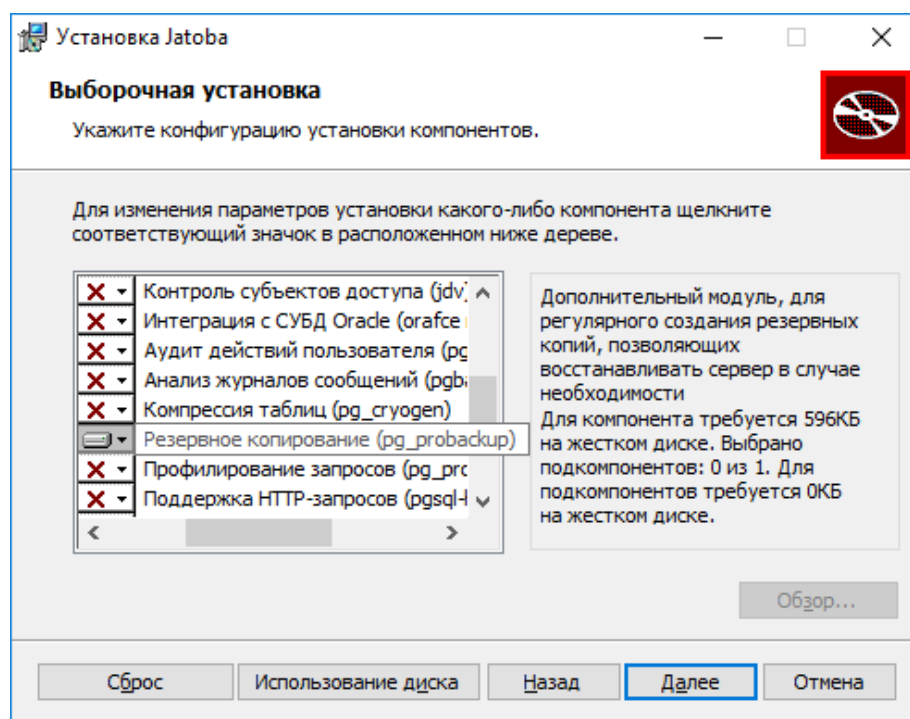 Установка Jatoba
Выборочная установка
Укажите конфигурацию установки компонентов.
Для изменения параметров установки какого-либо компонента щелкните
соответствующий значок в расположенном ниже дереве.
Контроль субъектов доступа (jdv)
Интеграция с СУБД Oracle (orafce
Аудит действий пользователя (pg
Анализ журналов сообщений (pgba
Компрессия таблиц (pg_cryogen)
Резервное копирование (pg_probackup)
Профилирование запросов (pg_pro
Поддержка HTTP-запросов (pgsql-h
Дополнительный модуль, для
регулярного создания резервных
копий, позволяющих
восстанавливать сервер в случае
необходимости
Для компонента требуется 596КБ
на жестком диске. Выбрано
подкомпонентов: 0 из 1. Для
подкомпонентов требуется 0КБ
на жестком диске.
Обзор...
Сброс
Использование диска
Назад
Далее
Отмена